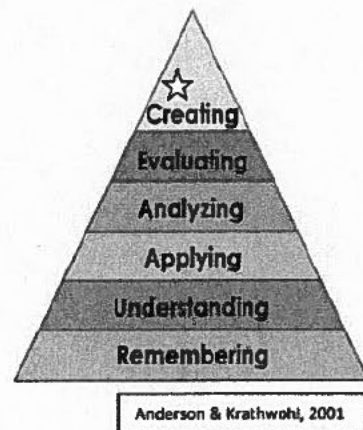 Creating
Evaluating
Analyzing
Applying
Understanding
Remembering
Anderson & Krathwohl, 2001